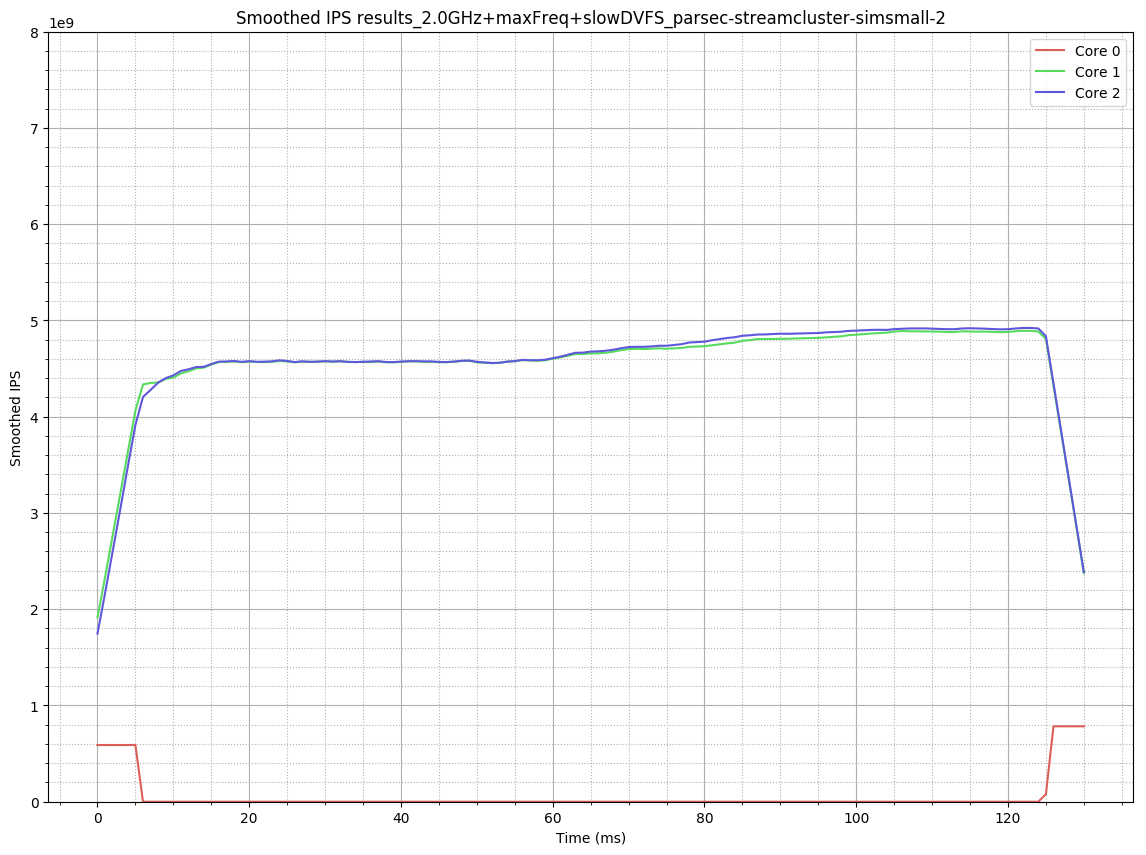 Smoothed IPS results_2.0GHz+maxFreq+slowDVFS_parsec-streamcluster-simsmall-2
1e9
8
7
6
5
4
3
2
1
0
Smoothed IPS
Core 0
Core 1
Core 2
0 20 40 60 80 100 120
Time (ms)